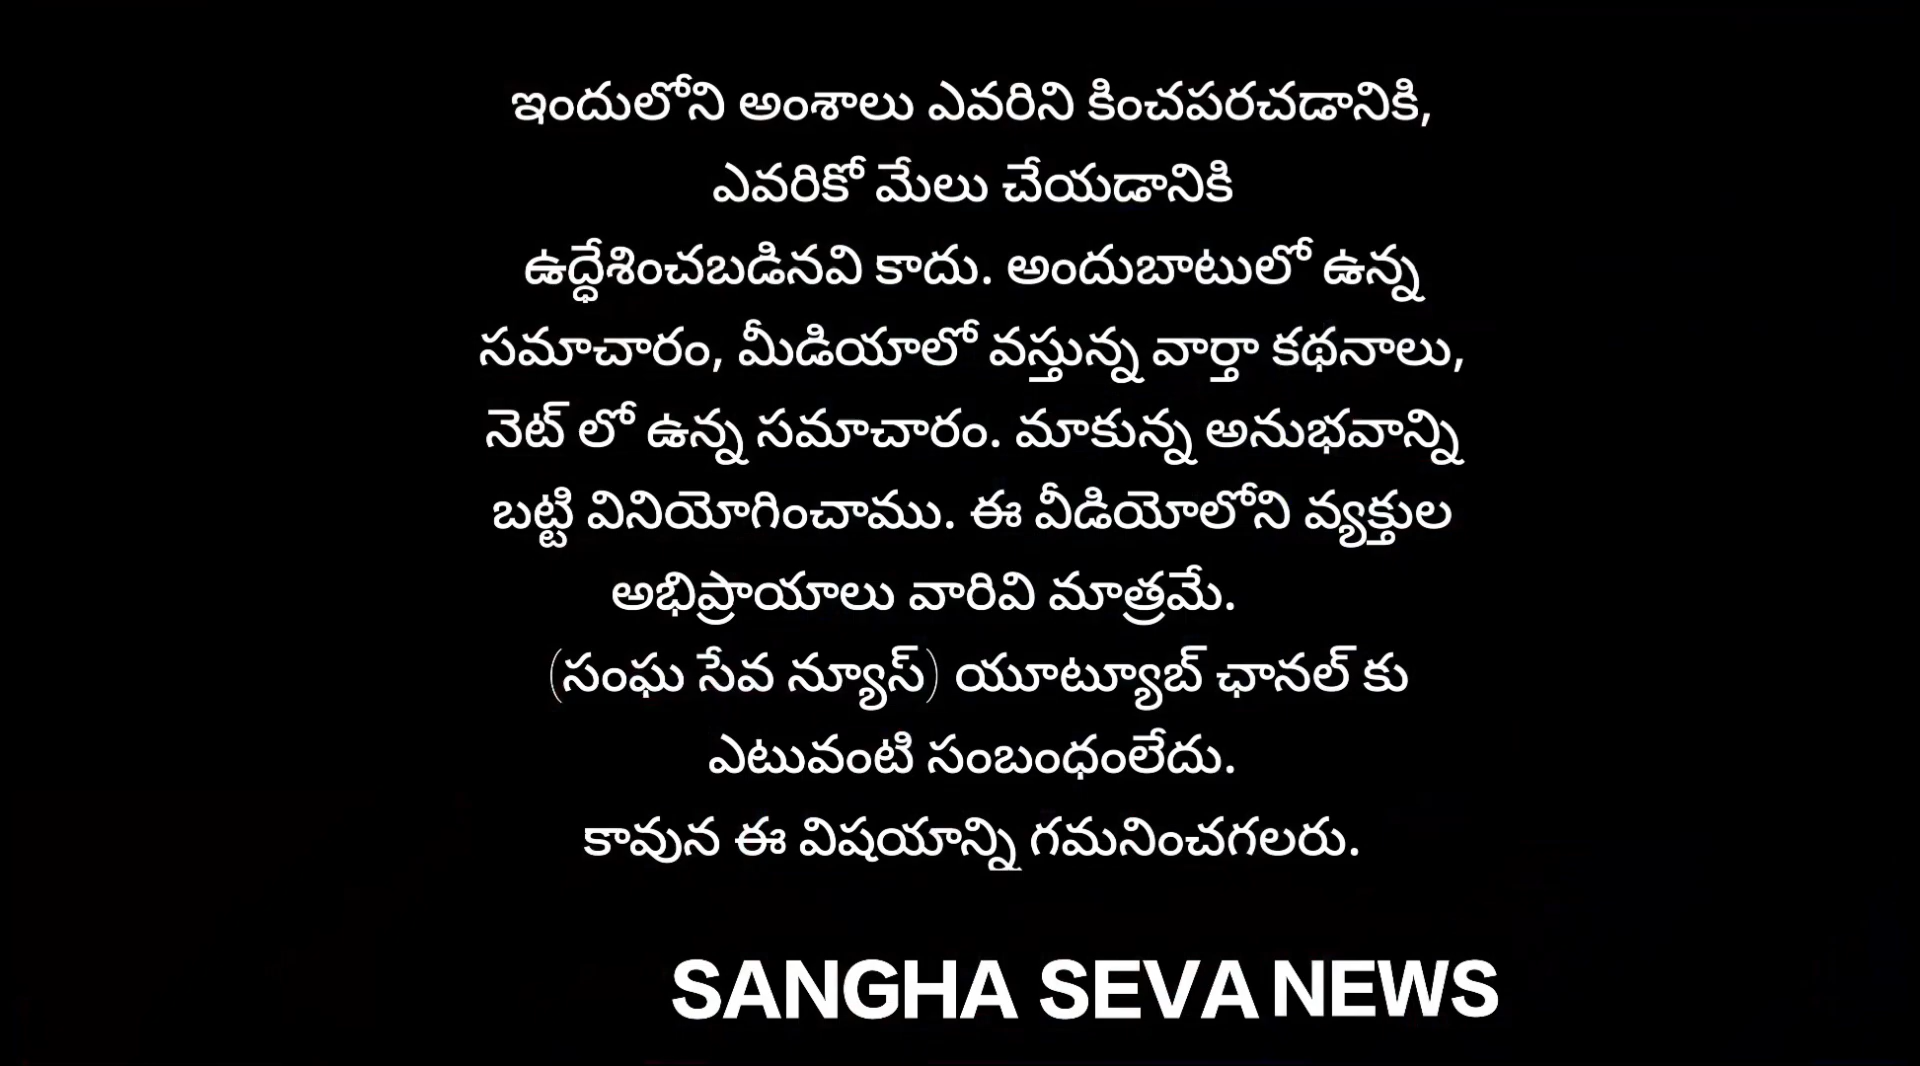 ఇందులోని అంశాలు ఎవరిని కించపరచడానికి,
ఎవరికో మేలు చేయడానికి
ఉద్ధేశించబడినవి కాదు. అందుబాటులో ఉన్న
సమాచారం, మీడియాలో వస్తున్న వార్తా కథనాలు,
నెట్ లో ఉన్న సమాచారం. మాకున్న అనుభవాన్ని
బట్టి వినియోగించాము. ఈ వీడియోలోని వ్యక్తుల
అభిప్రాయాలు వారివి మాత్రమే.
(సంఘ సేవ న్యూస్) యూట్యూబ్ ఛానల్ కు
ఎటువంటి సంబంధంలేదు.
కావున ఈ విషయాన్ని గమనించగలరు.
SANGHA SEVA NEWS